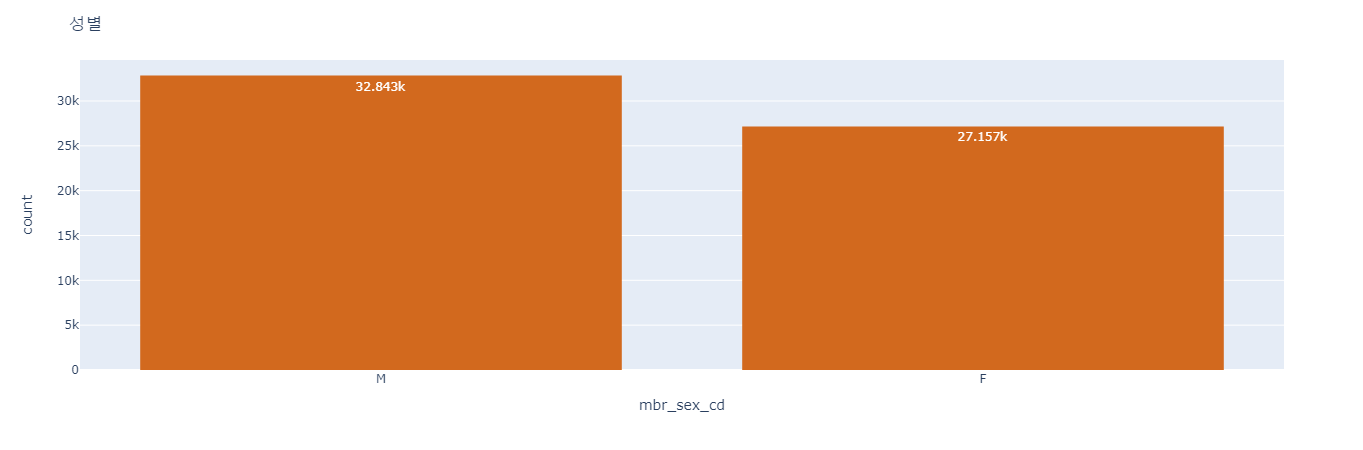 성별
32.843k
27.157k
30k
25k
20k
15k
10k
5k
0
count
M
F
mbr_sex_cd